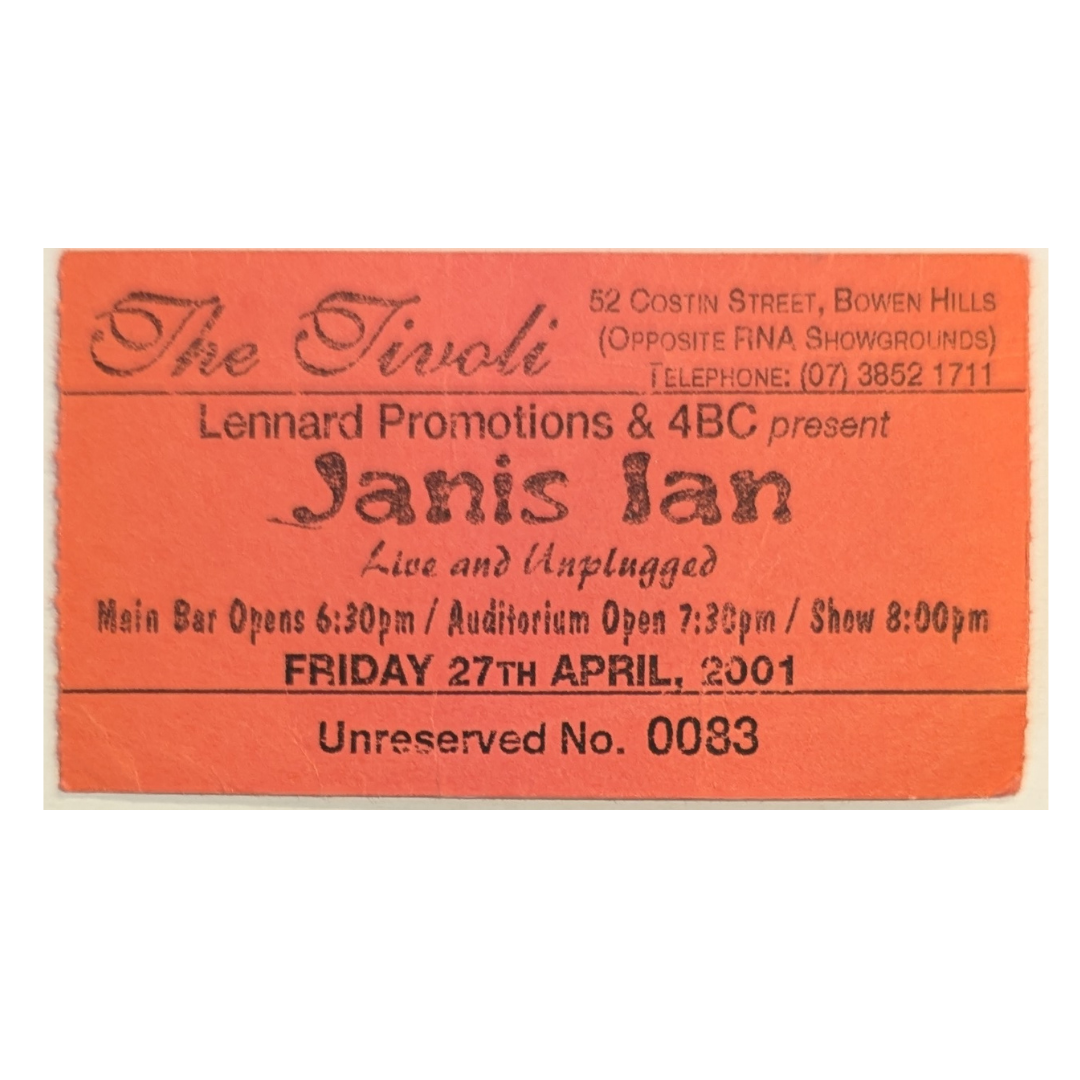 The Tivoli
52 Costin Street, Bowen Hills
(Opposite RNA Showgrounds)
Telephone: (07) 3852 1711
Lennard Promotions & 4BC present
Janis Ian
Live and Unplugged
Main Bar Opens 6:30pm / Auditorium Open 7:30pm / Show 8:00pm
FRIDAY 27TH APRIL, 2001
Unreserved No. 0083